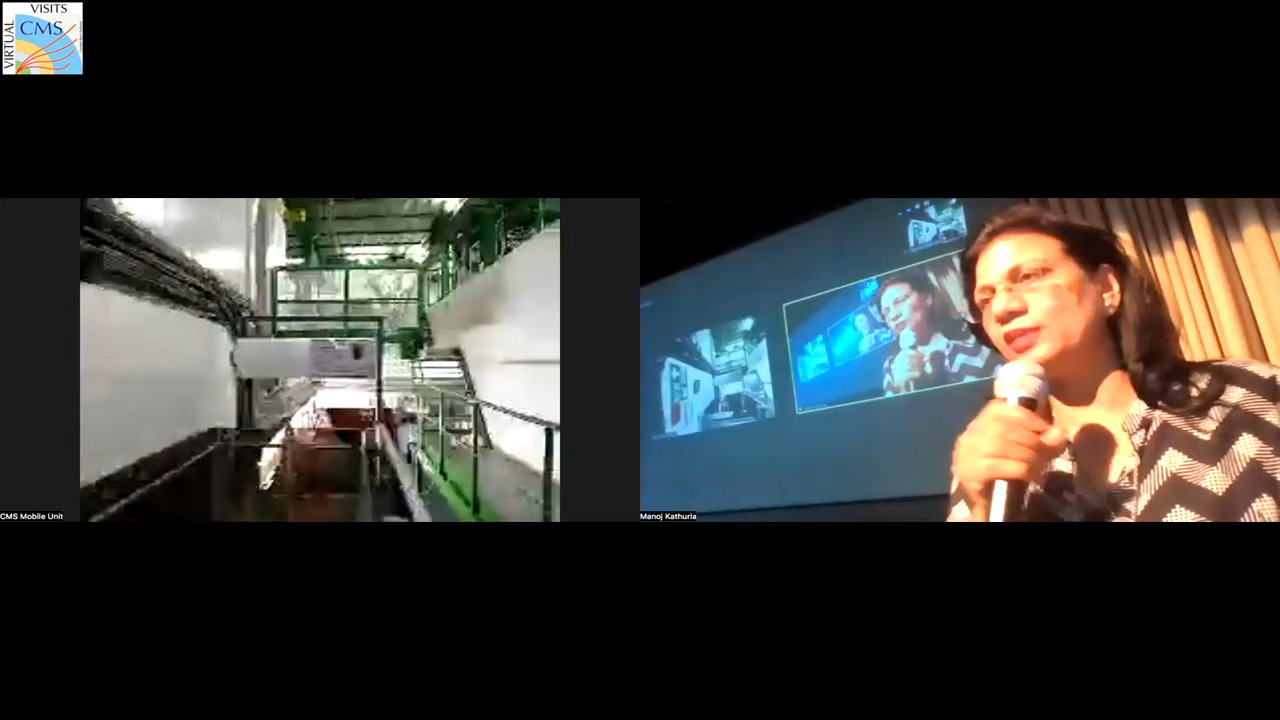 VISITS
CMS
VIRTUAL
CMS Mobile Unit
Manoj Kathuria